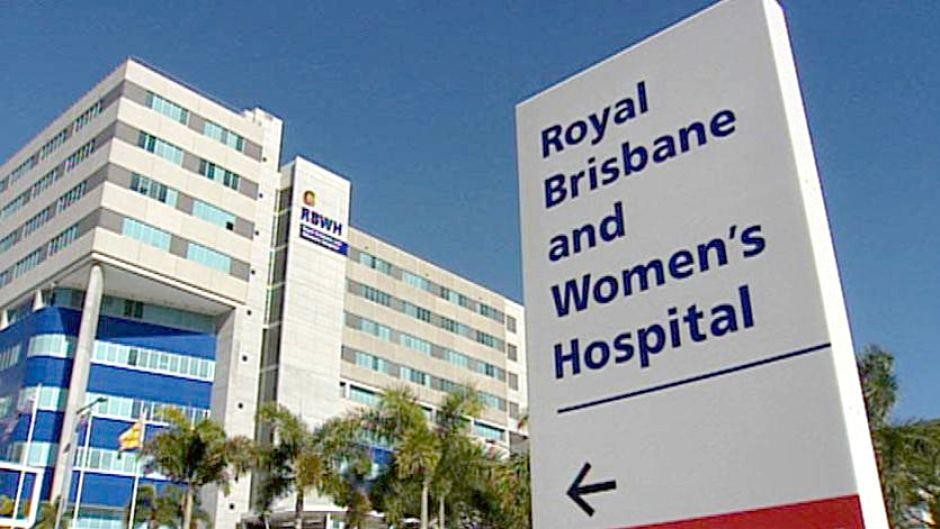 RBWH
Royal
Brisbane
and
Women's
Hospital